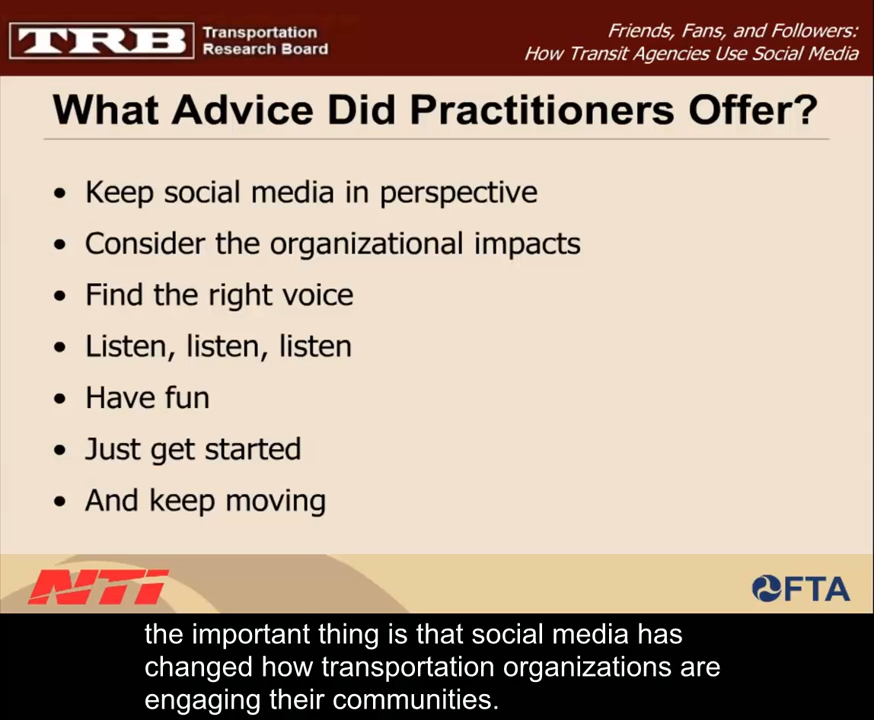 TRB Transportation
Research Board
Friends, Fans, and Followers:
How Transit Agencies Use Social Media
What Advice Did Practitioners Offer?
• Keep social media in perspective
• Consider the organizational impacts
• Find the right voice
• Listen, listen, listen
• Have fun
• Just get started
• And keep moving
NTI
FTA
the important thing is that social media has
changed how transportation organizations are
engaging their communities.